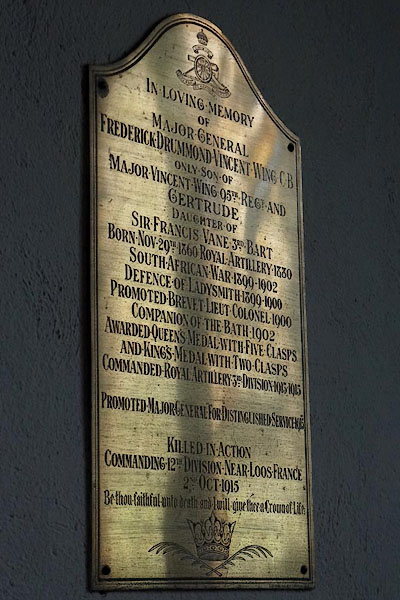 IN·LOVING·MEMORY
OF
MAJOR·GENERAL
FREDERICK·DRUMMOND·VINCENT·WING·C·B
ONLY·SON·OF
MAJOR·VINCENT·WING·95TH·REGT·AND
GERTRUDE
DAUGHTER·OF
SIR·FRANCIS·VANE·3RD·BART
BORN·NOV·29TH·1860·ROYAL·ARTILLERY·1880
SOUTH·AFRICAN·WAR·1899·1902
DEFENCE·OF·LADYSMITH·1899·1900
PROMOTED·BREVET·LIEUT·COLONEL·1900
COMPANION·OF·THE·BATH·1902
AWARDED·QUEEN'S·MEDAL·WITH·FIVE·CLASPS
AND·KING'S·MEDAL·WITH·TWO·CLASPS
COMMANDED·ROYAL·ARTILLERY·3RD·DIVISION·1913·1915
PROMOTED·MAJOR·GENERAL·FOR·DISTINGUISHED·SERVICE·1915
KILLED·IN·ACTION
COMMANDING·12TH·DIVISION·NEAR·LOOS·FRANCE
2ND·OCT·1915
Be·thou·faithful·unto·death·and·I·will·give·thee·a·Crown·of·Life